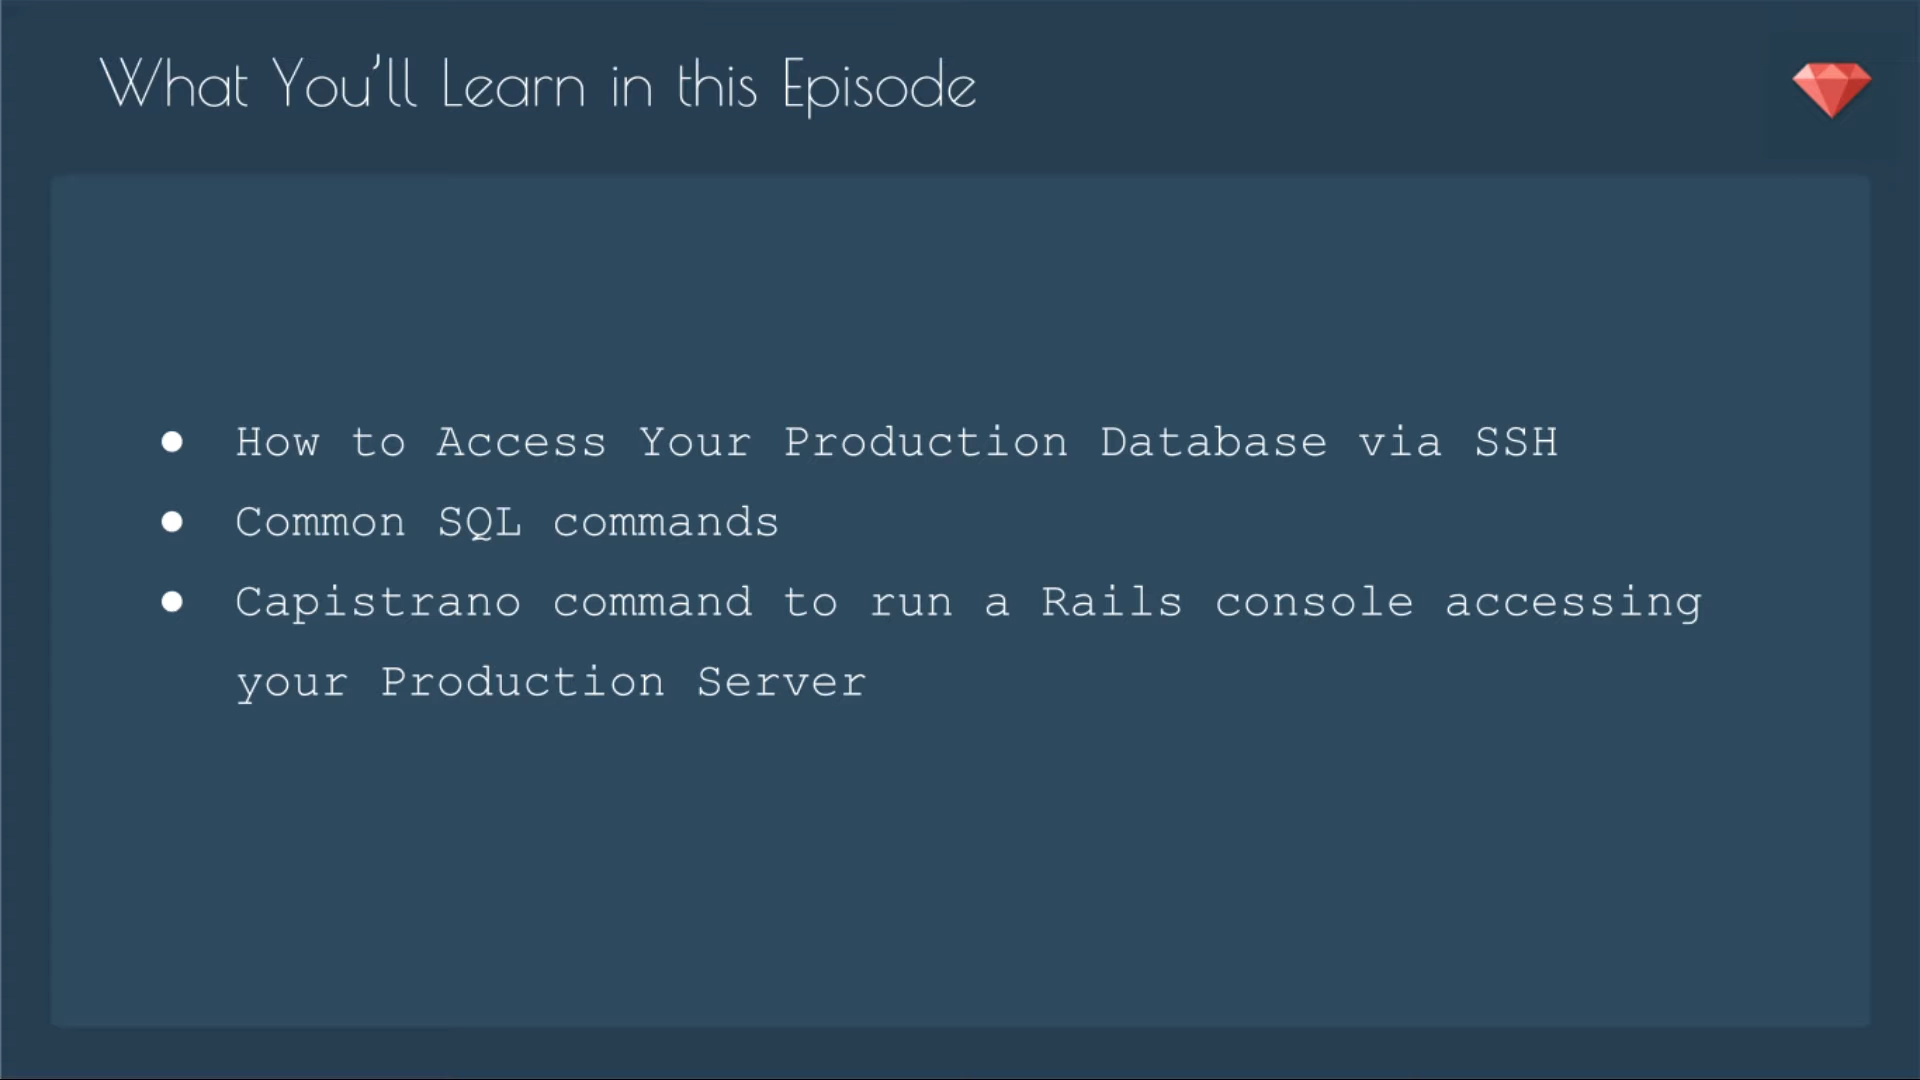 What You'll Learn in this Episode
● How to Access Your Production Database via SSH
● Common SQL commands
● Capistrano command to run a Rails console accessing
your Production Server